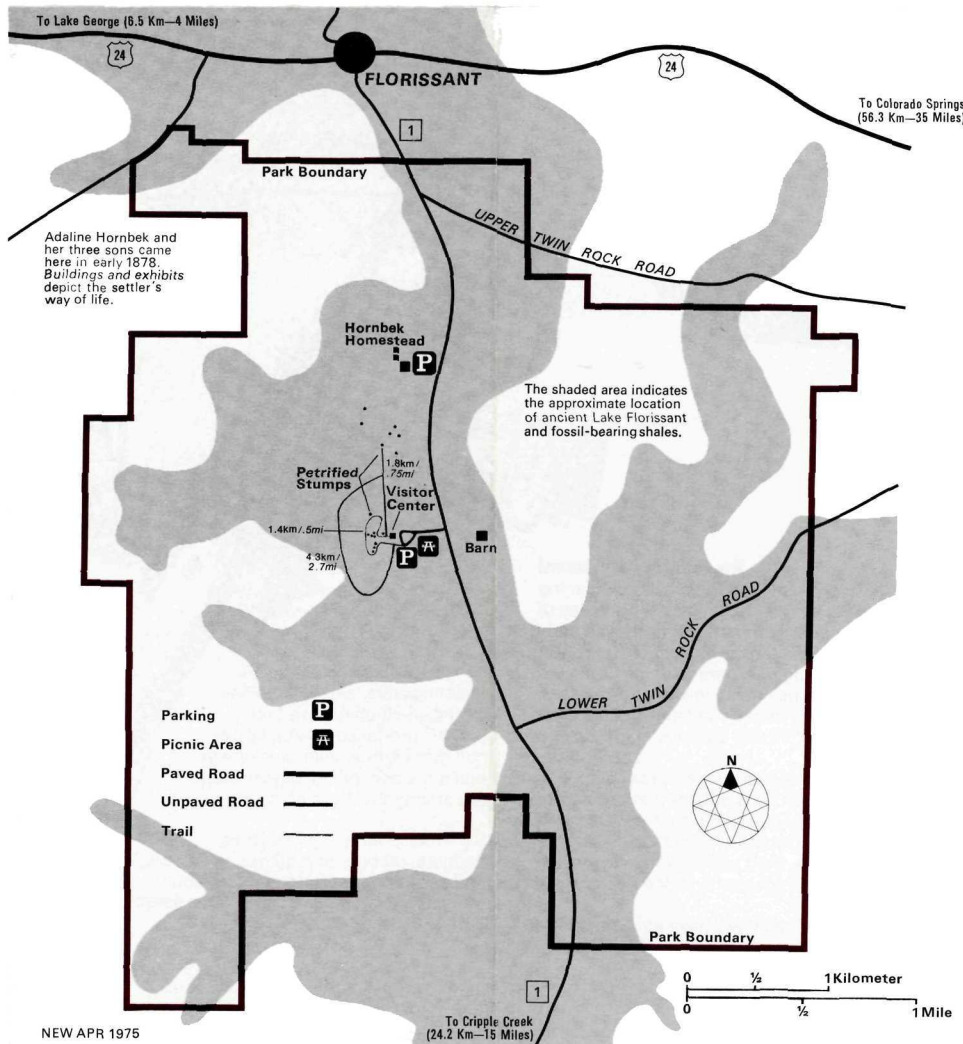 To Lake George (6.5 Km—4 Miles)
24
FLORISSANT
24
To Colorado Springs
(56.3 Km—35 Miles)
1
Park Boundary
UPPER TWIN ROCK ROAD
Adaline Hornbek and
her three sons came
here in early 1878.
Buildings and exhibits
depict the settler's
way of life.
Hornbek
Homestead
P
The shaded area indicates
the approximate location
of ancient Lake Florissant
and fossil-bearing shales.
1.8km/
.75mi
Petrified
Stumps
Visitor
Center
1.4km/.5mi
4.3km/
2.7mi
P
Barn
LOWER TWIN ROCK ROAD
Parking
P
Picnic Area
Paved Road
Unpaved Road
Trail
N
Park Boundary
0 ½ 1 Kilometer
0 ½ 1 Mile
1
To Cripple Creek
(24.2 Km—15 Miles)
NEW APR 1975